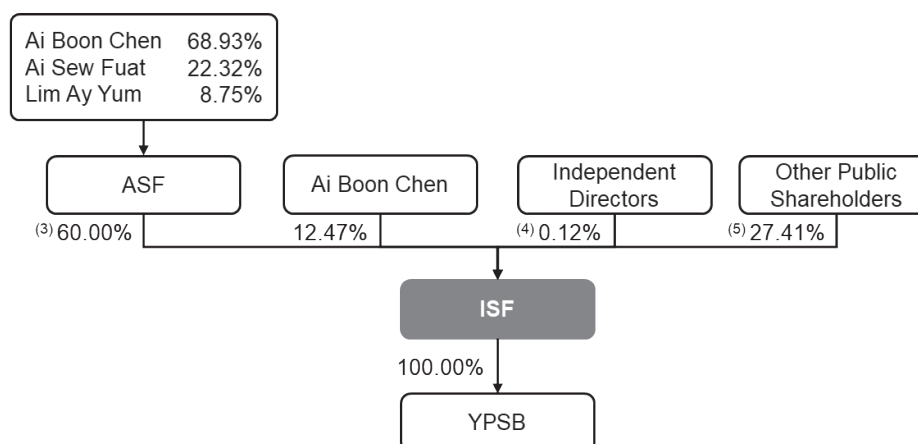 Ai Boon Chen 68.93%
Ai Sew Fuat 22.32%
Lim Ay Yum 8.75%
ASF
Ai Boon Chen
Independent
Directors
Other Public
Shareholders
(3) 60.00%
12.47%
(4) 0.12%
(5) 27.41%
ISF
100.00%
YPSB